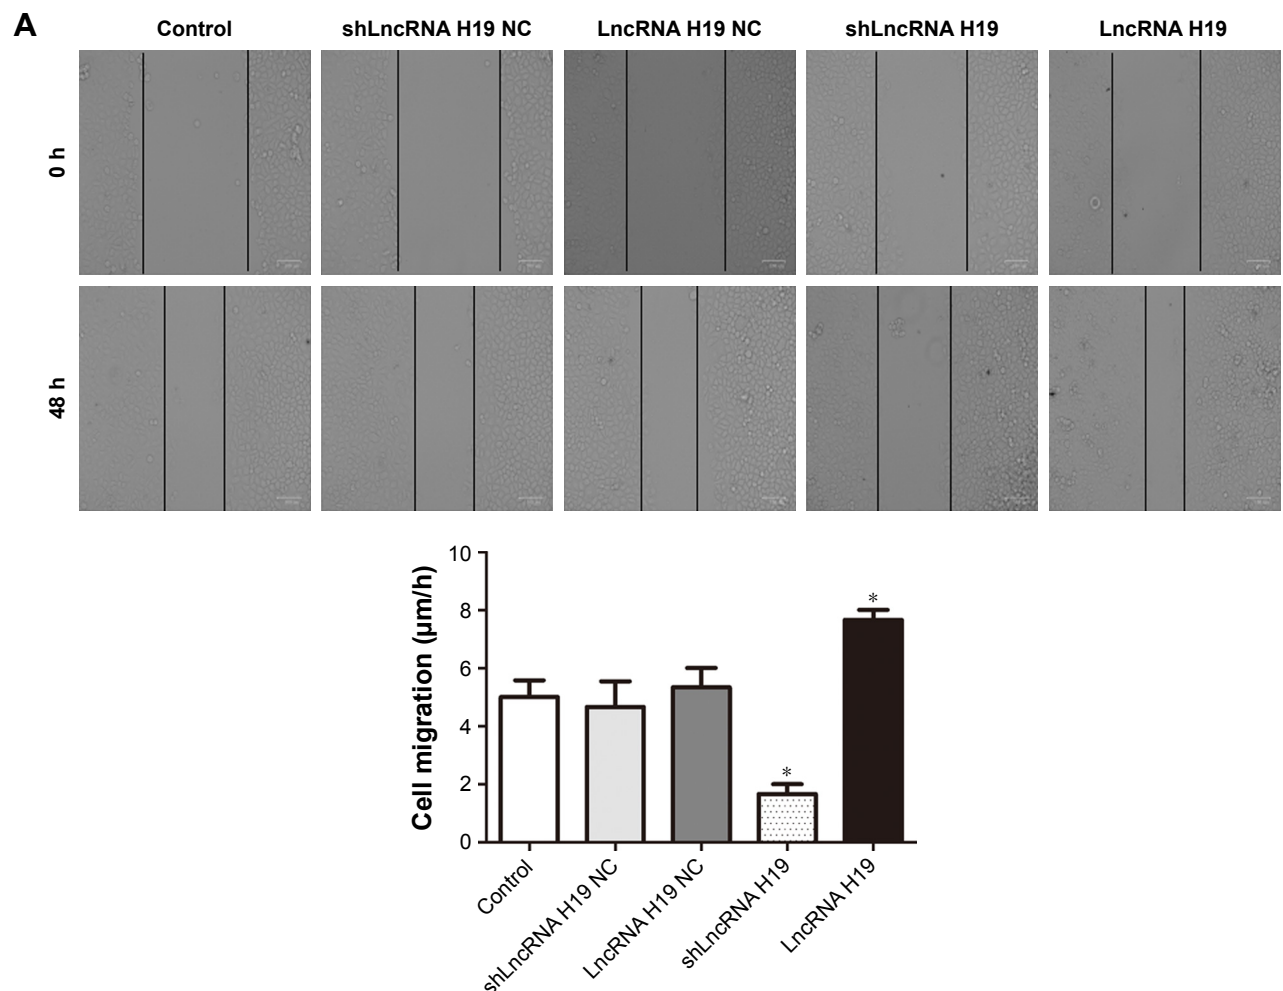 A
Control
shLncRNA H19 NC
LncRNA H19 NC
shLncRNA H19
LncRNA H19
0 h
48 h
Cell migration (µm/h)
10
8
6
4
2
0
*
*
Control
shLncRNA H19 NC
LncRNA H19 NC
shLncRNA H19
LncRNA H19